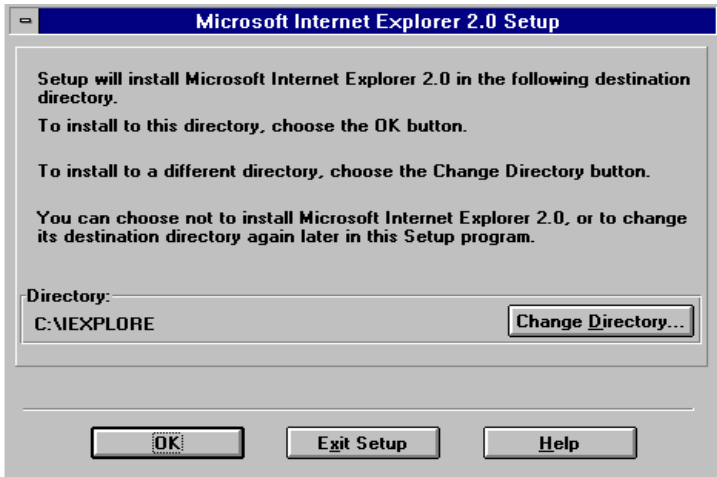 Microsoft Internet Explorer 2.0 Setup
Setup will install Microsoft Internet Explorer 2.0 in the following destination
directory.
To install to this directory, choose the OK button.
To install to a different directory, choose the Change Directory button.
You can choose not to install Microsoft Internet Explorer 2.0, or to change
its destination directory again later in this Setup program.
Directory:
C:\IEXPLORE
Change Directory...
OK
Exit Setup
Help